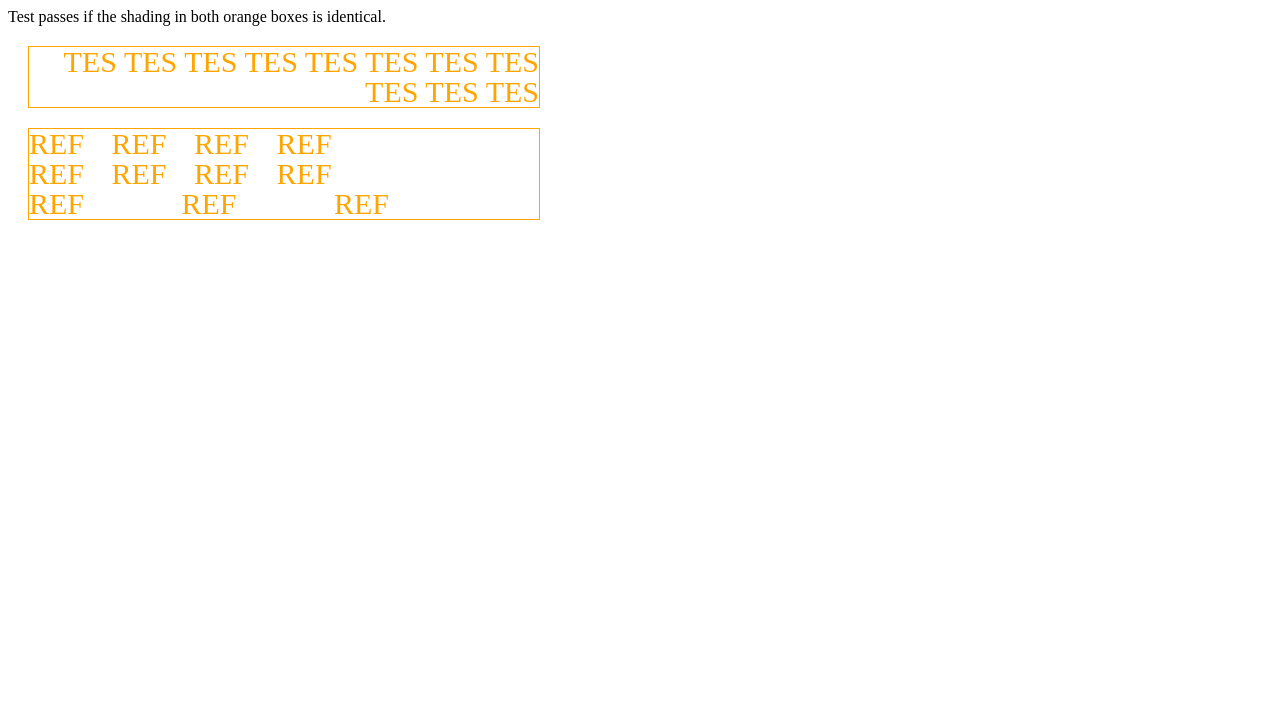 Test passes if the shading in both orange boxes is identical.
TES TES TES TES TES TES TES TES
TES TES TES
REF REF REF REF
REF REF REF REF
REF REF REF